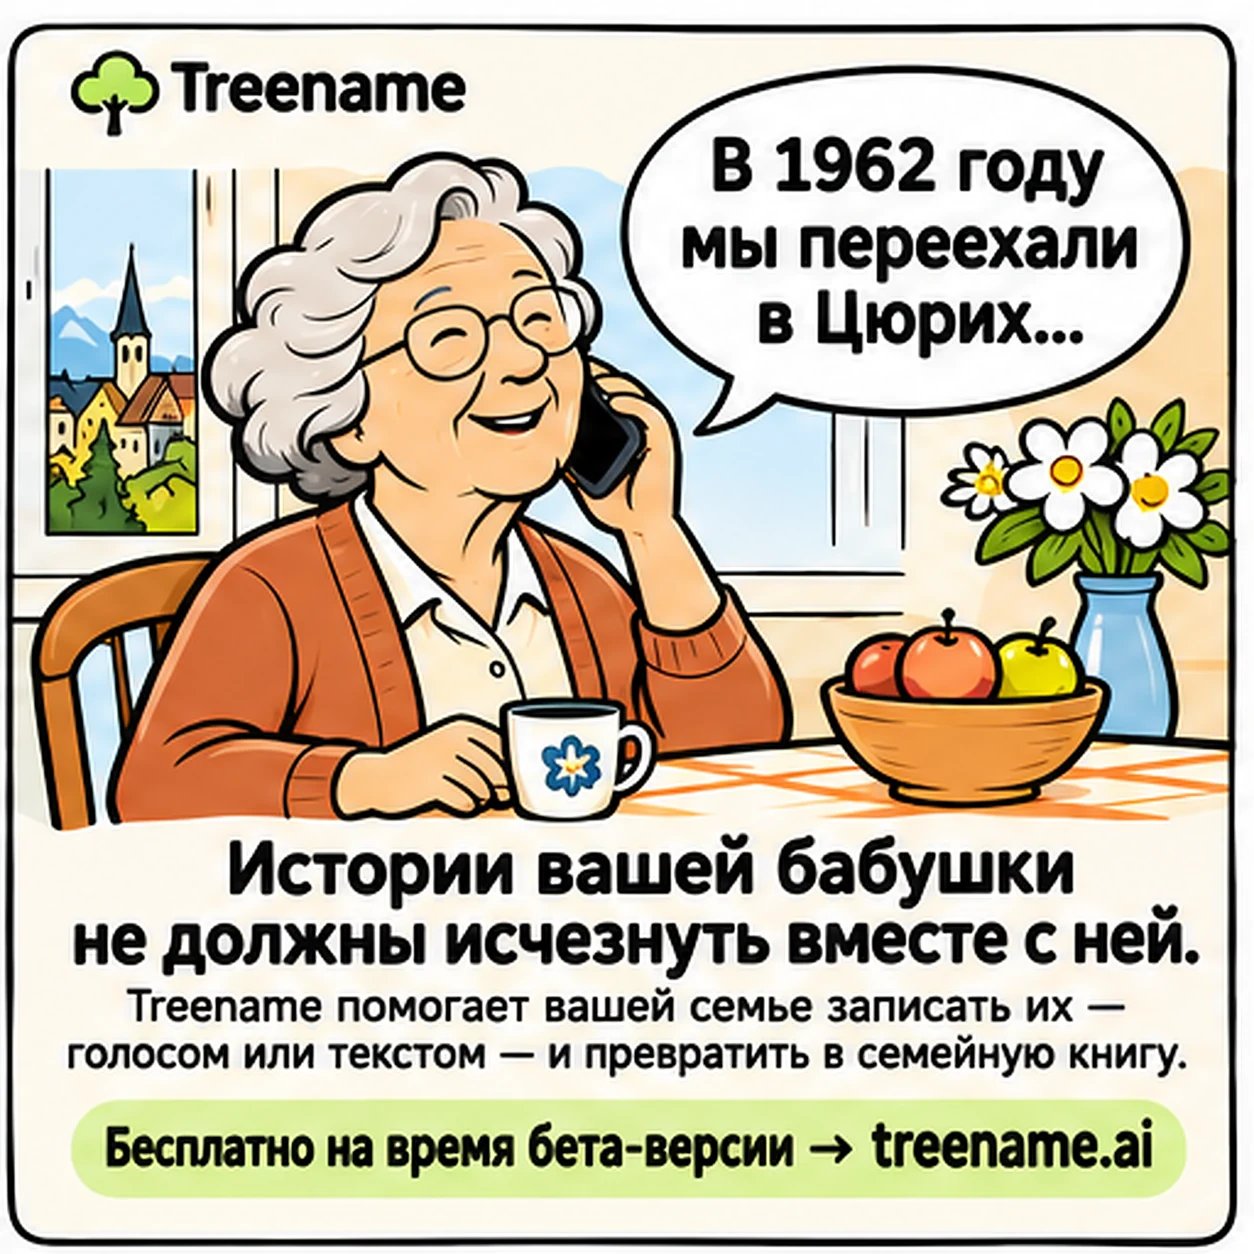 Treename
В 1962 году
мы переехали
в Цюрих...
Истории вашей бабушки
не должны исчезнуть вместе с ней.
Treename помогает вашей семье записать их —
голосом или текстом — и превратить в семейную книгу.
Бесплатно на время бета-версии → treename.ai